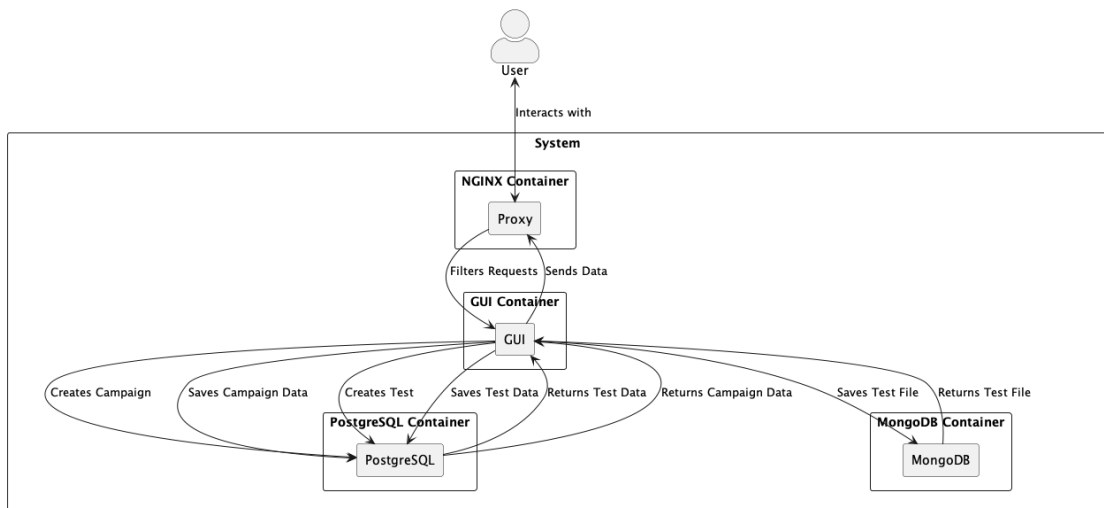 User
Interacts with
System
NGINX Container
Proxy
Filters Requests
Sends Data
GUI Container
GUI
Creates Campaign
Saves Campaign Data
Creates Test
Saves Test Data
Returns Test Data
Returns Campaign Data
Saves Test File
Returns Test File
PostgreSQL Container
PostgreSQL
MongoDB Container
MongoDB